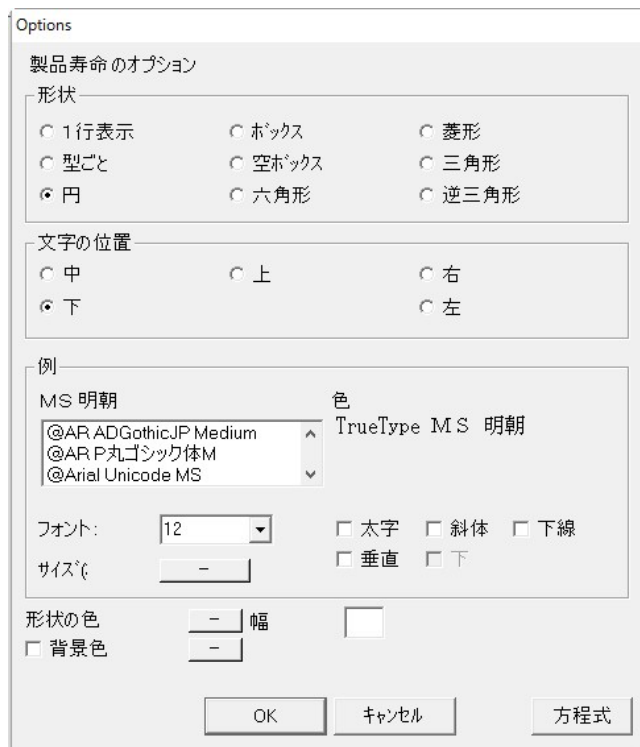 Options
製品寿命のオプション
形状
1行表示 ボックス 菱形
型ごと 空ボックス 三角形
円 六角形 逆三角形
文字の位置
中 上 右
下 左
例
MS 明朝 色
@AR ADGothicJP Medium TrueType MS 明朝
@AR P丸ゴシック体M
@Arial Unicode MS
フォント: 12 太字 斜体 下線
サイズ(: - 垂直 下
形状の色 - 幅
背景色 -
OK キャンセル 方程式